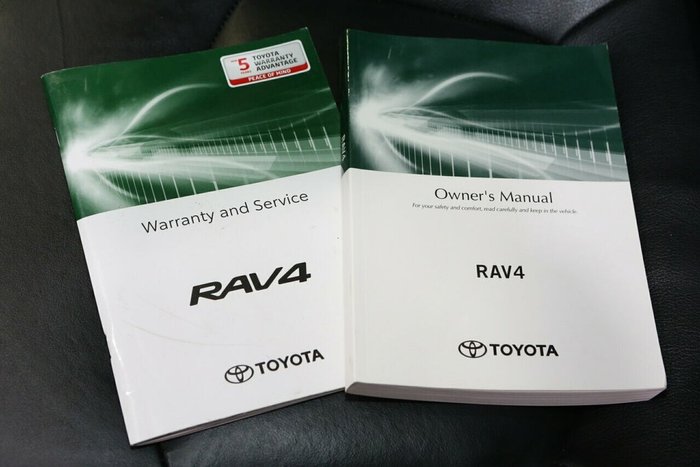 5
YEARS
TOYOTA
WARRANTY
ADVANTAGE
PEACE OF MIND
Warranty and Service
RAV4
TOYOTA
Owner's Manual
For your safety and comfort, read carefully and keep in the vehicle.
RAV4
TOYOTA